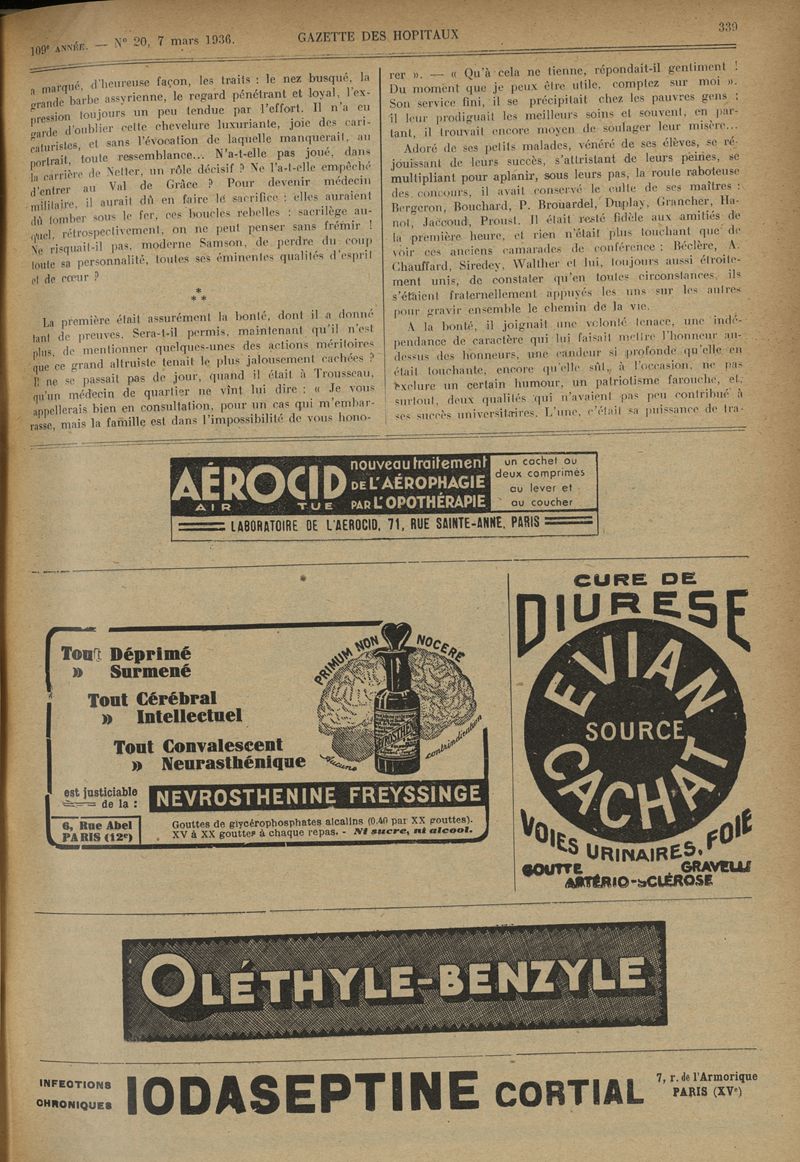 109e ANNÉE. — No 20, 7 mars 1936.
GAZETTE DES HOPITAUX
339
a marqué, d'heureuse façon, les traits : le nez busqué, la
grande barbe assyrienne, le regard pénétrant et loyal, l'ex-
pression toujours un peu tendue par l'effort. Il n'a eu
garde d'oublier cette chevelure luxuriante, joie des cari-
caturistes, et sans l'évocation de laquelle manquerait, au
portrait, toute ressemblance... N'a-t-elle pas joué, dans
la carrière de Netter, un rôle décisif ? Ne l'a-t-elle empêché
d'entrer au Val de Grâce ? Pour devenir médecin
militaire, il aurait dû en faire le sacrifice : elles auraient
dû tomber sous le fer, ces boucles rebelles : sacrilège au-
quel, rétrospectivement, on ne peut penser sans frémir !
Ne risquait-il pas, moderne Samson, de perdre du coup
toute sa personnalité, toutes ses éminentes qualités d'esprit
et de cœur ?
*
* *
La première était assurément la bonté, dont il a donné
tant de preuves. Sera-t-il permis, maintenant qu'il n'est
plus, de mentionner quelques-unes des actions méritoires
que ce grand altruiste tenait le plus jalousement cachées ?
Il ne se passait pas de jour, quand il était à Trousseau,
qu'un médecin de quartier ne vînt lui dire : « Je vous
appellerais bien en consultation, pour un cas qui m'embar-
rasse, mais la famille est dans l'impossibilité de vous hono-
rer ». — « Qu'à cela ne tienne, répondait-il gentiment !
Du moment que je peux être utile, comptez sur moi ».
Son service fini, il se précipitait chez les pauvres gens ;
il leur prodiguait les meilleurs soins et souvent, en par-
tant, il trouvait encore moyen de soulager leur misère...
Adoré de ses petits malades, vénéré de ses élèves, se ré-
jouissant de leurs succès, s'attristant de leurs peines, se
multipliant pour aplanir, sous leurs pas, la route raboteuse
des concours, il avait conservé le culte de ses maîtres :
Bergeron, Bouchard, P. Brouardel, Duplay, Grancher, Ha-
not, Jaccoud, Proust. Il était resté fidèle aux amitiés de
la première heure, et rien n'était plus touchant que de
voir ces anciens camarades de conférence : Béclère, A.
Chauffard, Siredey, Walther et lui, toujours aussi étroite-
ment unis, de constater qu'en toutes circonstances, ils
s'étaient fraternellement appuyés les uns sur les autres
pour gravir ensemble le chemin de la vie.
A la bonté, il joignait une volonté tenace, une indé-
pendance de caractère qui lui faisait mettre l'honneur au-
dessus des honneurs, une candeur si profonde qu'elle en
était touchante, encore qu'elle sût, à l'occasion, ne pas
exclure un certain humour, un patriotisme farouche, et,
surtout, deux qualités qui n'avaient pas peu contribué à
ses succès universitaires. L'une, c'était sa puissance de tra-
AÉROCID
AIR TUE
nouveau traitement
DE L'AÉROPHAGIE
PAR L'OPOTHÉRAPIE
un cachet ou
deux comprimés
au lever et
au coucher
LABORATOIRE DE L'AEROCID, 71, RUE SAINTE-ANNE, PARIS
Tout Déprimé
» Surmené
Tout Cérébral
» Intellectuel
Tout Convalescent
» Neurasthénique
PRIMUM NON NOCERE
NEVROSTHENINE
Aucune contrindication
est justiciable
de la :
NEVROSTHENINE FREYSSINGE
6, Rue Abel
PARIS (12e)
Gouttes de glycérophosphates alcalins (0.40 par XX gouttes).
XV à XX gouttes à chaque repas. - Ni sucre, ni alcool.
CURE DE
DIURESE
EVIAN
SOURCE
CACHAT
VOIES URINAIRES, FOIE
GOUTTE GRAVELLE
ARTÉRIO-SCLÉROSE
OLÉTHYLE-BENZYLE
INFECTIONS
CHRONIQUES
IODASEPTINE CORTIAL
7, r. de l'Armorique
PARIS (XVe)